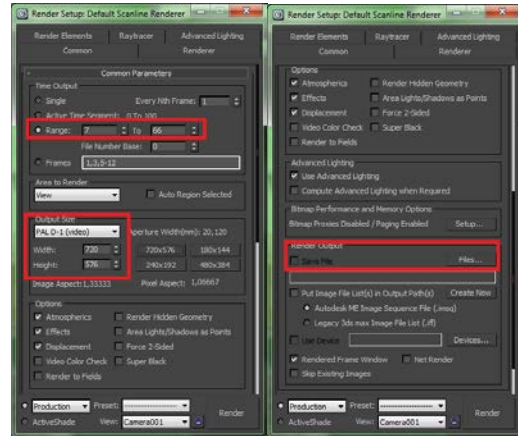 Render Setup: Default Scanline Renderer
Render Elements Raytracer Advanced Lighting
Common Renderer
Common Parameters
Time Output
Single Every Nth Frame: 1
Active Time Segment: 0 To 100
Range: 7 To 66
File Number Base: 0
Frames 1,3,5-12
Area to Render
View Auto Region Selected
Output Size
PAL D-1 (video) Aperture Width(mm): 20,120
Width: 720 720x576 180x144
Height: 576 240x192 480x384
Image Aspect:1,33333 Pixel Aspect: 1,06667
Options
Atmospherics Render Hidden Geometry
Effects Area Lights/Shadows as Points
Displacement Force 2-Sided
Video Color Check Super Black
Render to Fields
Production Preset:
ActiveShade View: Camera001 Render
Render Setup: Default Scanline Renderer
Render Elements Raytracer Advanced Lighting
Common Renderer
Options
Atmospherics Render Hidden Geometry
Effects Area Lights/Shadows as Points
Displacement Force 2-Sided
Video Color Check Super Black
Render to Fields
Advanced Lighting
Use Advanced Lighting
Compute Advanced Lighting when Required
Bitmap Performance and Memory Options
Bitmap Proxies Disabled / Paging Enabled Setup...
Render Output
Save File Files...
Put Image File List(s) in Output Path(s) Create Now
Autodesk ME Image Sequence File (.imsq)
Legacy 3ds max Image File List (.ifl)
Use Device Devices...
Rendered Frame Window Net Render
Skip Existing Images
Production Preset:
ActiveShade View: Camera001 Render